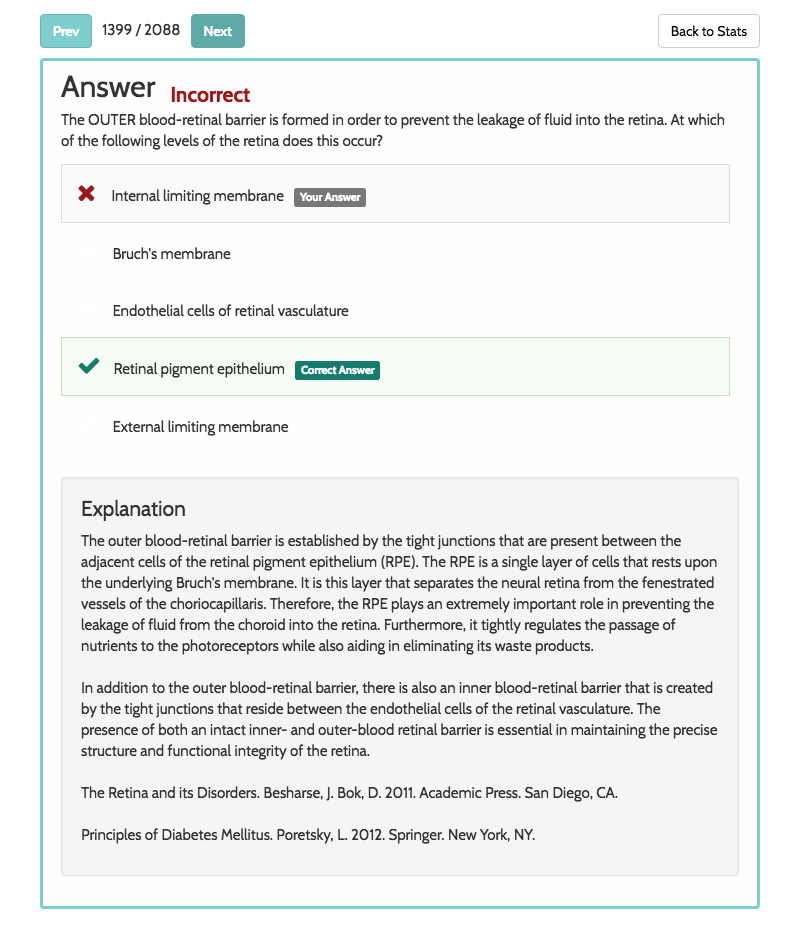 Prev 1399 / 2088 Next Back to Stats
Answer Incorrect
The OUTER blood-retinal barrier is formed in order to prevent the leakage of fluid into the retina. At which
of the following levels of the retina does this occur?
Internal limiting membrane Your Answer
Bruch's membrane
Endothelial cells of retinal vasculature
Retinal pigment epithelium Correct Answer
External limiting membrane
Explanation
The outer blood-retinal barrier is established by the tight junctions that are present between the
adjacent cells of the retinal pigment epithelium (RPE). The RPE is a single layer of cells that rests upon
the underlying Bruch's membrane. It is this layer that separates the neural retina from the fenestrated
vessels of the choriocapillaris. Therefore, the RPE plays an extremely important role in preventing the
leakage of fluid from the choroid into the retina. Furthermore, it tightly regulates the passage of
nutrients to the photoreceptors while also aiding in eliminating its waste products.
In addition to the outer blood-retinal barrier, there is also an inner blood-retinal barrier that is created
by the tight junctions that reside between the endothelial cells of the retinal vasculature. The
presence of both an intact inner- and outer-blood retinal barrier is essential in maintaining the precise
structure and functional integrity of the retina.
The Retina and its Disorders. Besharse, J. Bok, D. 2011. Academic Press. San Diego, CA.
Principles of Diabetes Mellitus. Poretsky, L. 2012. Springer. New York, NY.